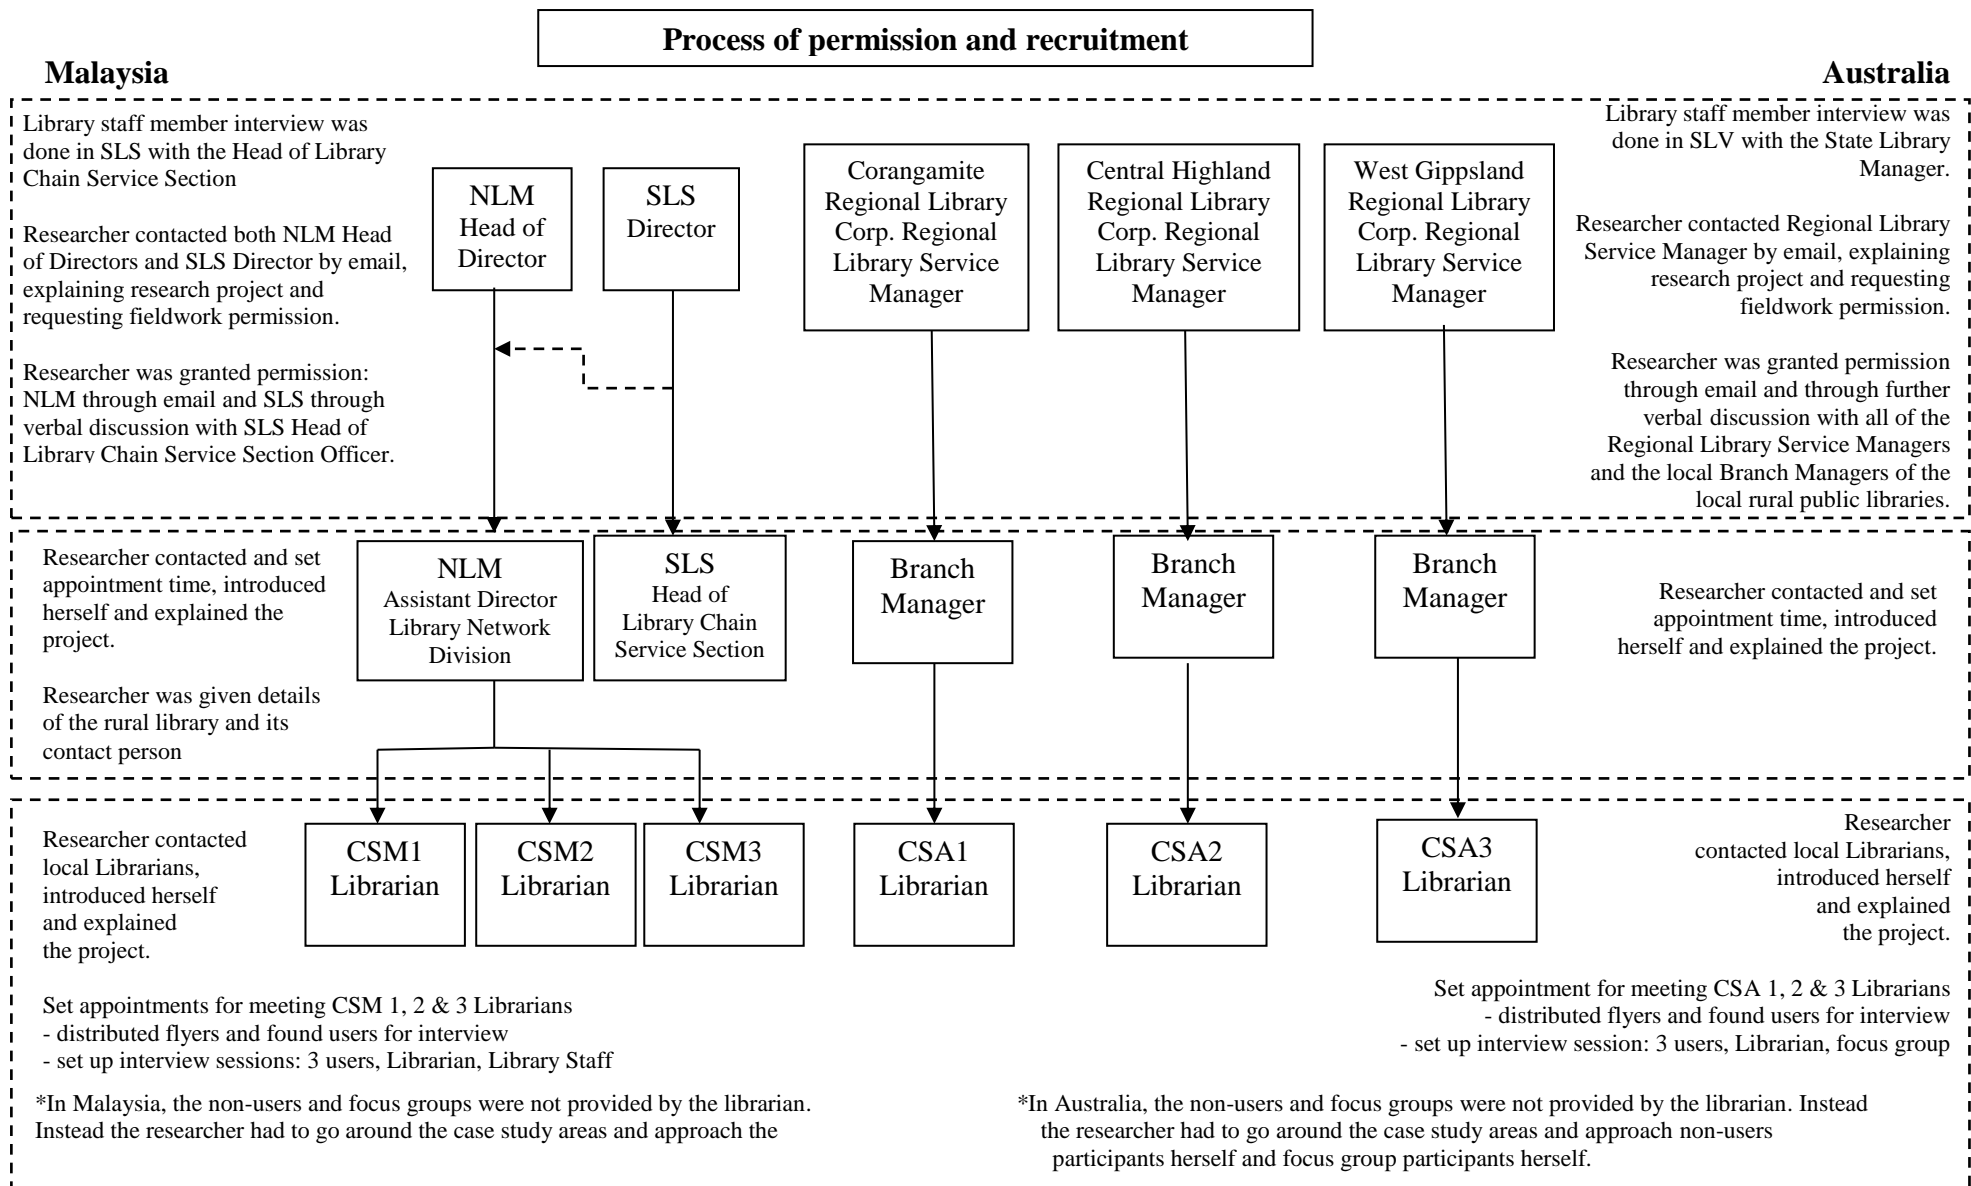 Process of permission and recruitment
Malaysia
Australia
Library staff member interview was
done in SLS with the Head of Library
Chain Service Section
Researcher contacted both NLM Head
of Directors and SLS Director by email,
explaining research project and
requesting fieldwork permission.
Researcher was granted permission:
NLM through email and SLS through
verbal discussion with SLS Head of
Library Chain Service Section Officer.
NLM
Head of
Director
SLS
Director
Corangamite
Regional Library
Corp. Regional
Library Service
Manager
Central Highland
Regional Library
Corp. Regional
Library Service
Manager
West Gippsland
Regional Library
Corp. Regional
Library Service
Manager
Library staff member interview was
done in SLV with the State Library
Manager.
Researcher contacted Regional Library
Service Manager by email, explaining
research project and requesting
fieldwork permission.
Researcher was granted permission
through email and through further
verbal discussion with all of the
Regional Library Service Managers
and the local Branch Managers of the
local rural public libraries.
Researcher contacted and set
appointment time, introduced
herself and explained the
project.
Researcher was given details
of the rural library and its
contact person
NLM
Assistant Director
Library Network
Division
SLS
Head of
Library Chain
Service Section
Branch
Manager
Branch
Manager
Branch
Manager
Researcher contacted and set
appointment time, introduced
herself and explained the project.
Researcher contacted
local Librarians,
introduced herself
and explained
the project.
CSM1
Librarian
CSM2
Librarian
CSM3
Librarian
CSA1
Librarian
CSA2
Librarian
CSA3
Librarian
Researcher
contacted local Librarians,
introduced herself
and explained
the project.
Set appointments for meeting CSM 1, 2 & 3 Librarians
- distributed flyers and found users for interview
- set up interview sessions: 3 users, Librarian, Library Staff
Set appointment for meeting CSA 1, 2 & 3 Librarians
- distributed flyers and found users for interview
- set up interview session: 3 users, Librarian, focus group
*In Malaysia, the non-users and focus groups were not provided by the librarian.
Instead the researcher had to go around the case study areas and approach the
*In Australia, the non-users and focus groups were not provided by the librarian. Instead
the researcher had to go around the case study areas and approach non-users
participants herself and focus group participants herself.